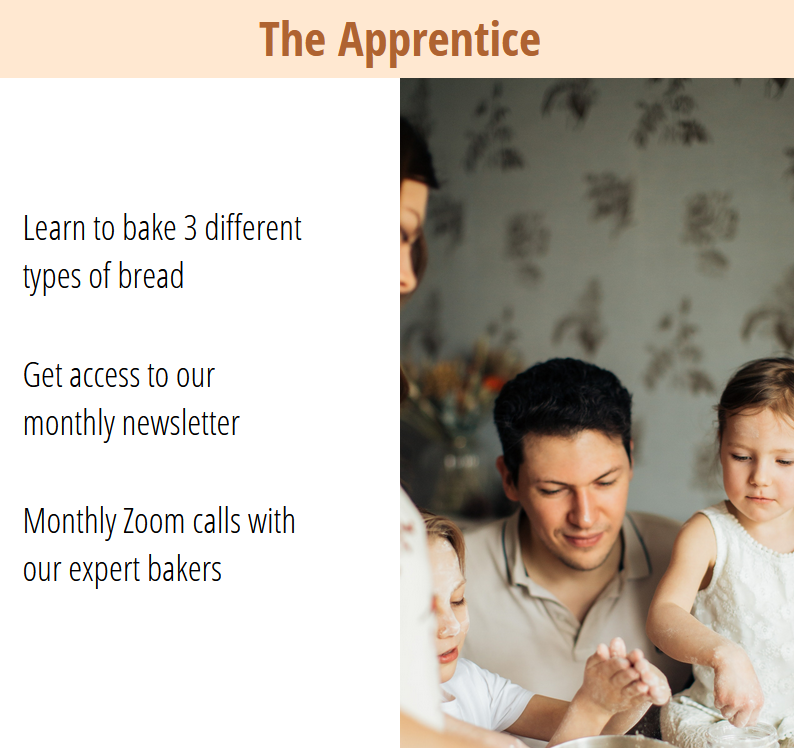 The Apprentice
Learn to bake 3 different
types of bread
Get access to our
monthly newsletter
Monthly Zoom calls with
our expert bakers